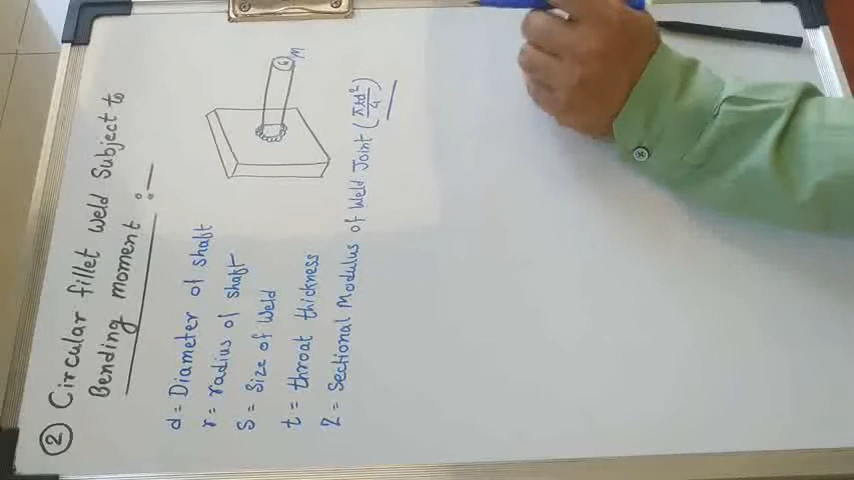 ② Circular fillet weld Subject to
Bending moment :-
M
d = Diameter of shaft
r = radius of shaft
S = Size of weld
t = throat thickness
Z = Sectional Modulus of Weld Joint (πtd²/4)